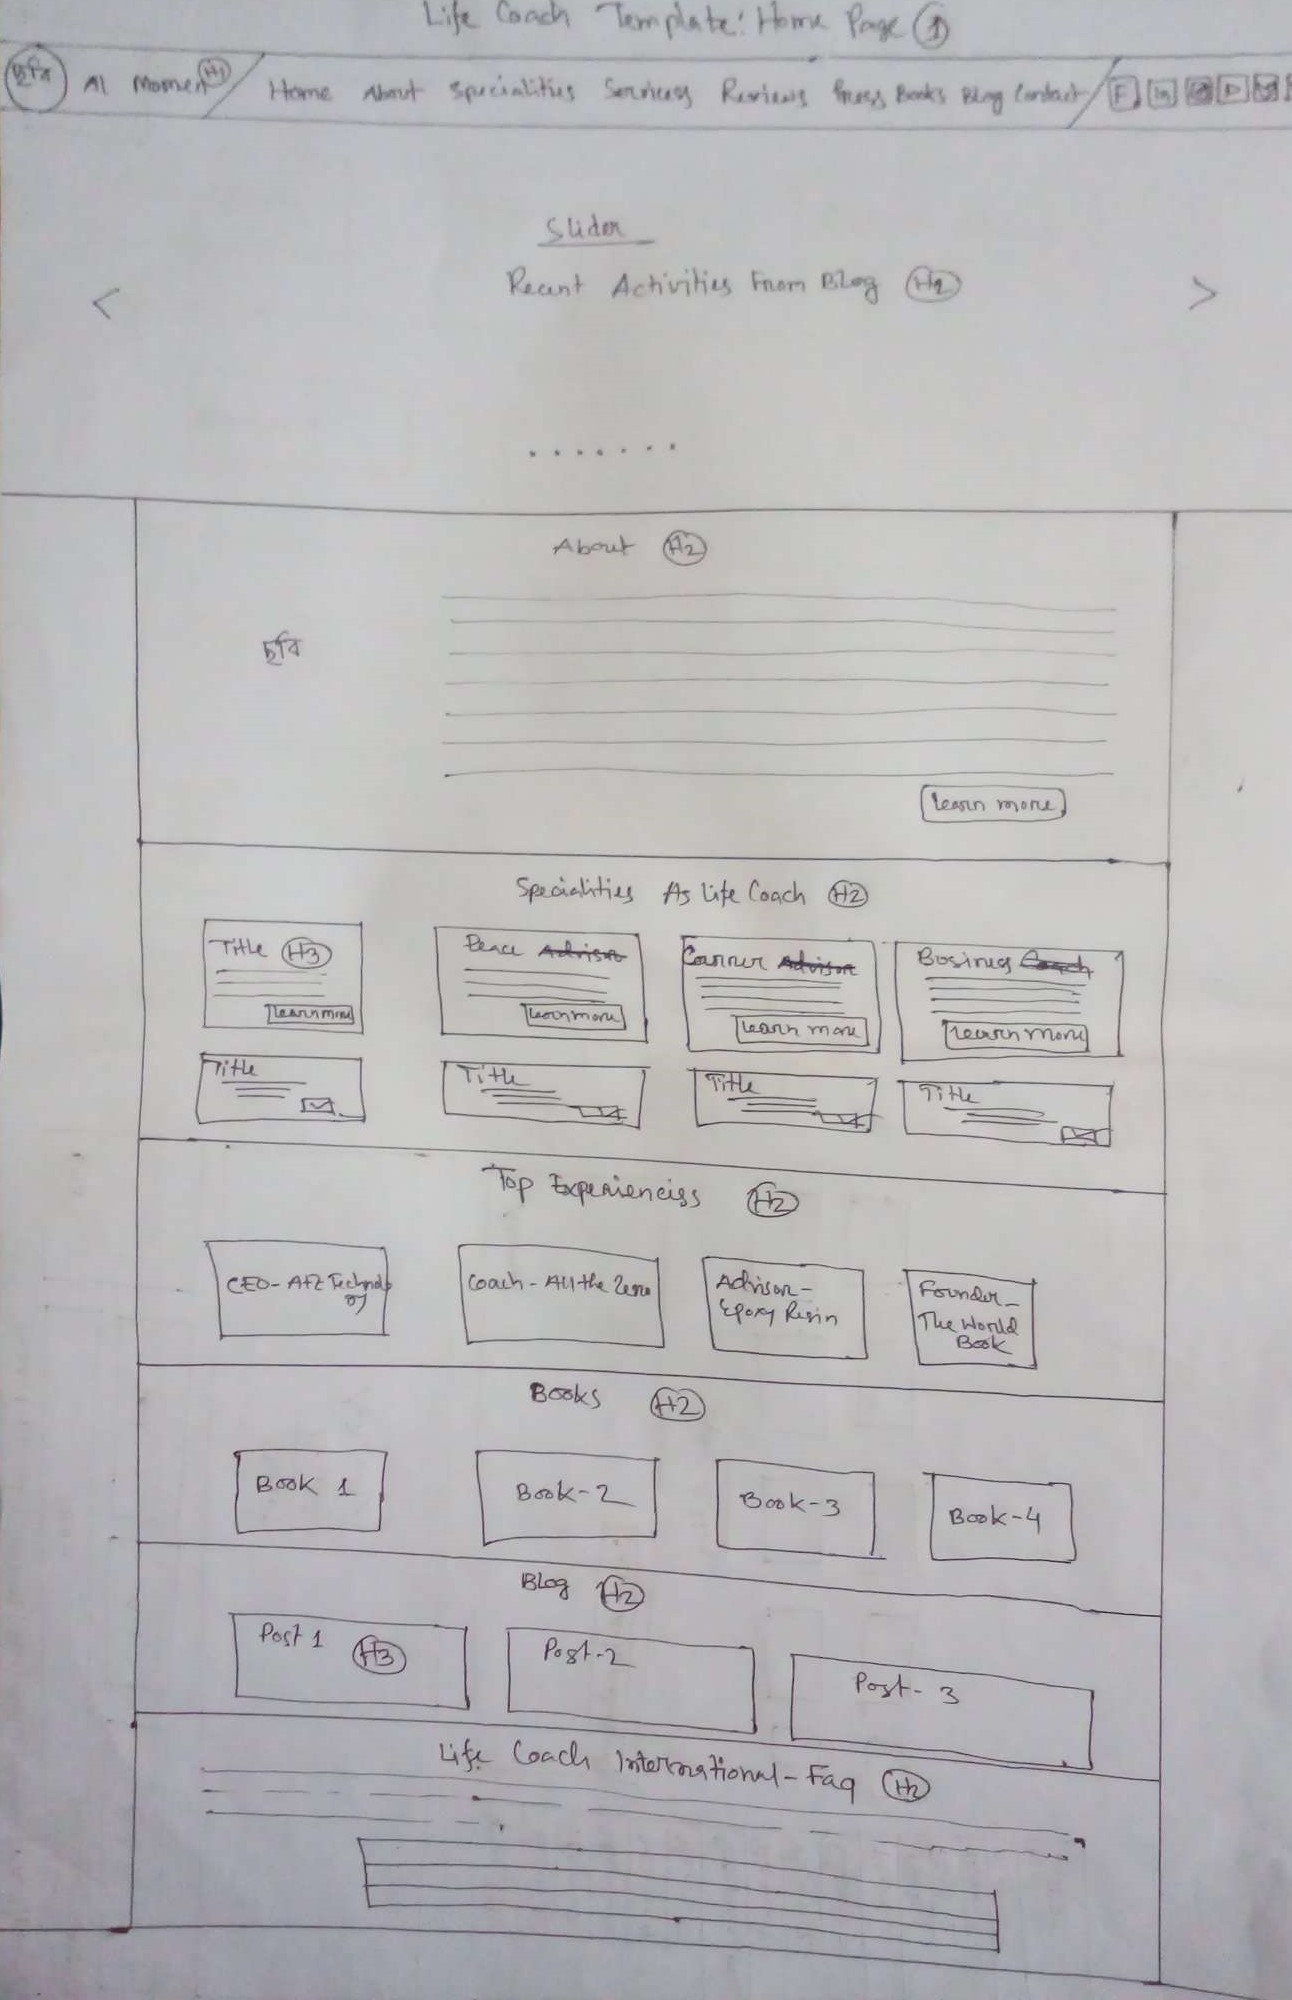 Life Coach Template: Home Page 1
ছবি Al Momen H1 Home About Specialities Services Reviews Press Books Blog Contact F in
Slider
Recent Activities From Blog H2
< >
.......
About H2
ছবি
Learn more
Specialities As Life Coach H2
Title H3 Peace Advisor Carrier Advisor Business Coach
Learn more Learn more Learn more Learn more
Title Title Title Title
Top Experienciss H2
CEO- AFZ Technology Coach - All the Zero Advisor- Epoxy Resin Founder- The World Book
Books H2
Book 1 Book-2 Book-3 Book-4
Blog H2
Post 1 H3 Post-2 Post-3
Life Coach International-Faq H2